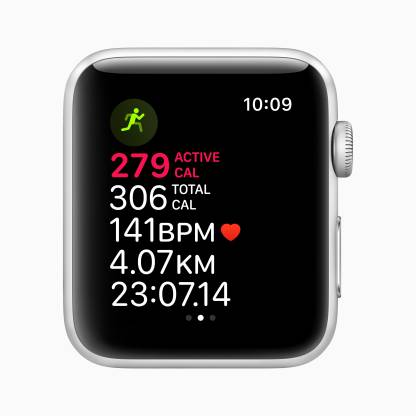 10:09
279 ACTIVE CAL
306 TOTAL CAL
141BPM
4.07KM
23:07.14